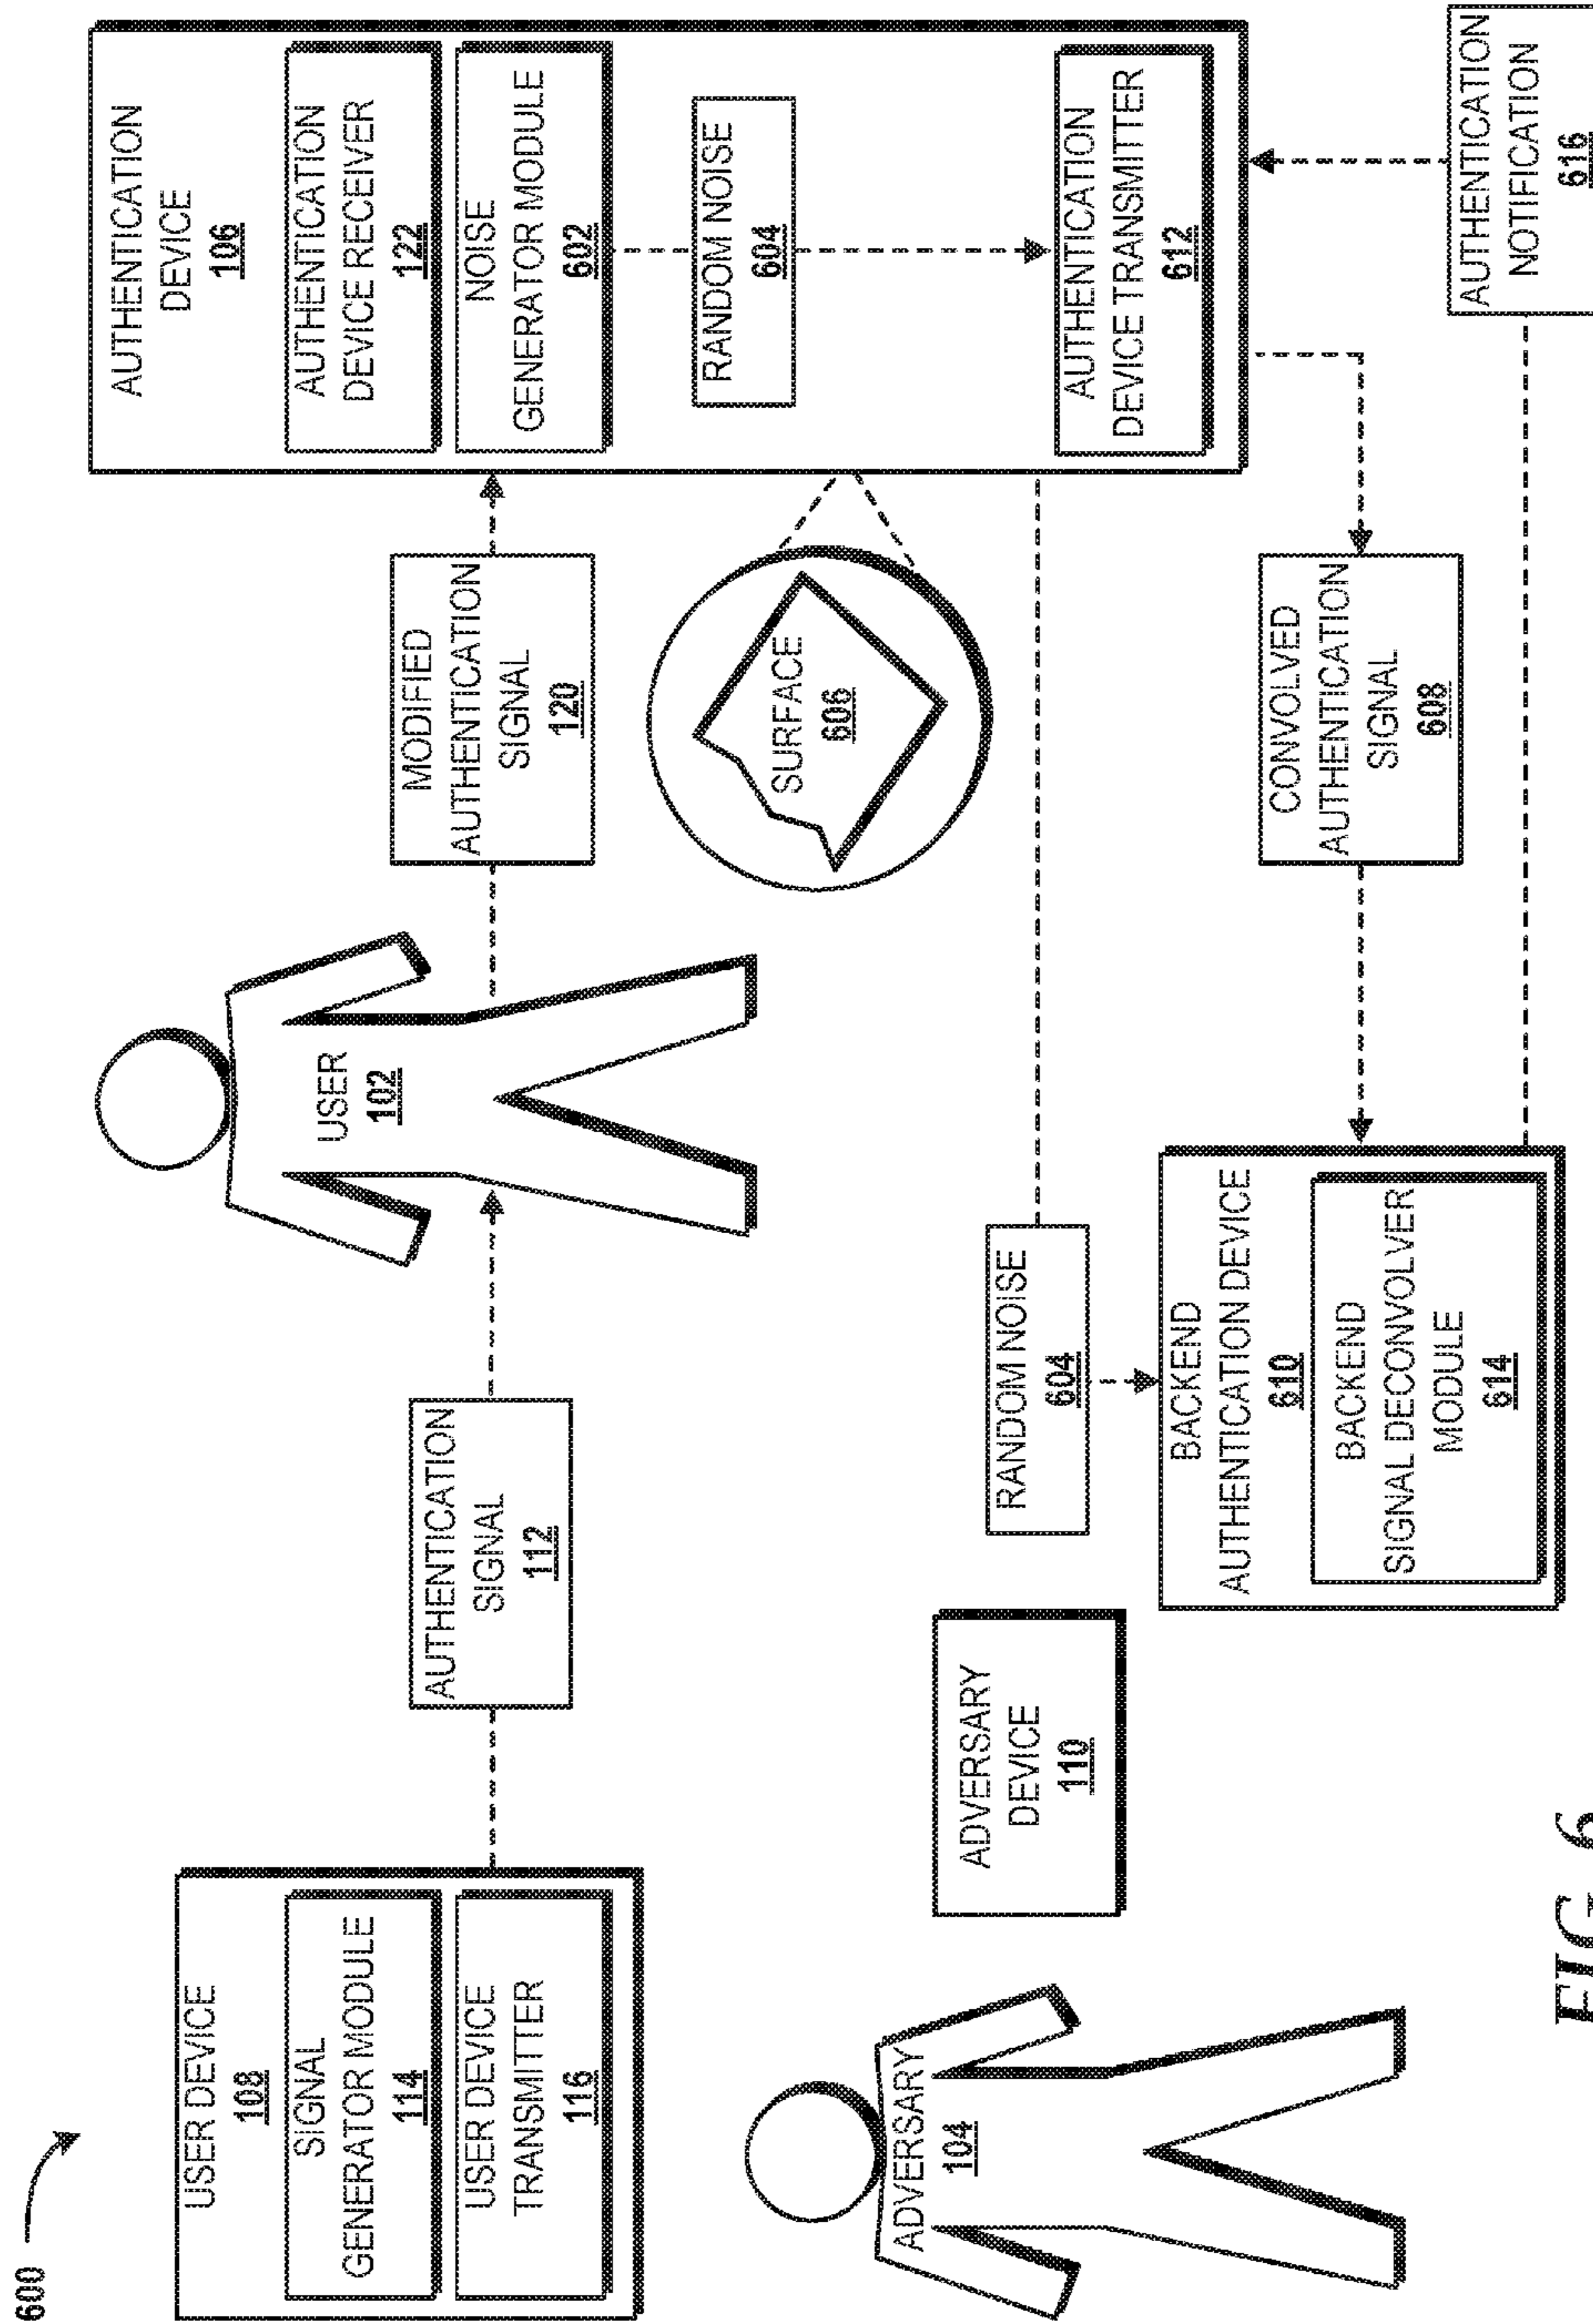 600
USER DEVICE
108
SIGNAL
GENERATOR MODULE
114
USER DEVICE
TRANSMITTER
116
AUTHENTICATION
SIGNAL
112
USER
102
MODIFIED
AUTHENTICATION
SIGNAL
120
AUTHENTICATION
DEVICE
106
AUTHENTICATION
DEVICE RECEIVER
122
NOISE
GENERATOR MODULE
602
RANDOM NOISE
604
AUTHENTICATION
DEVICE TRANSMITTER
612
SURFACE
606
ADVERSARY
104
ADVERSARY
DEVICE
110
RANDOM NOISE
604
BACKEND
AUTHENTICATION DEVICE
610
BACKEND
SIGNAL DECONVOLVER
MODULE
614
CONVOLVED
AUTHENTICATION
SIGNAL
608
AUTHENTICATION
NOTIFICATION
616
FIG. 6